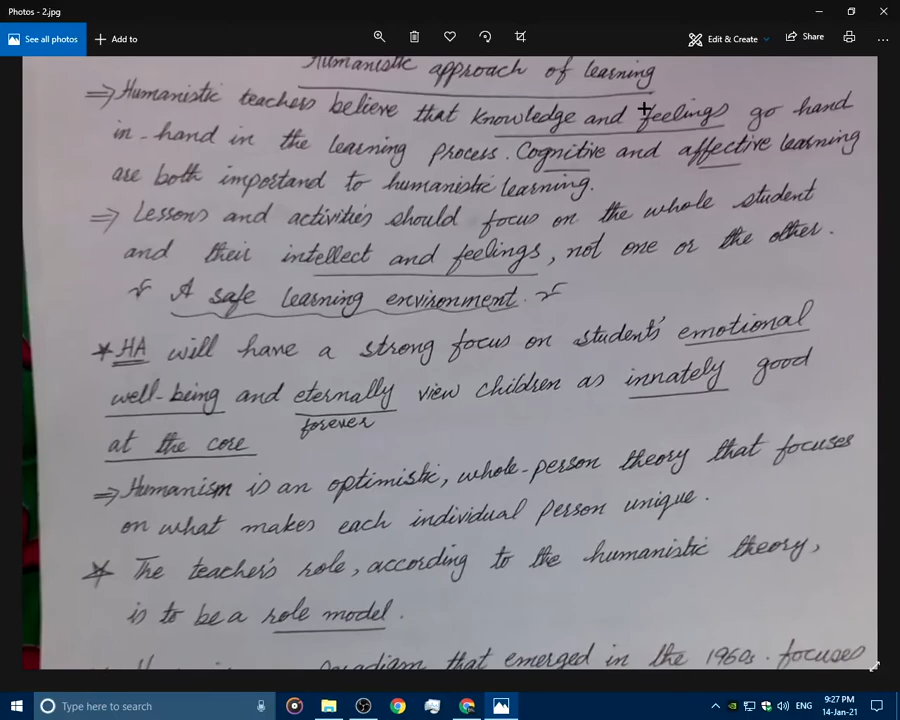 Photos - 2.jpg
See all photos
Add to
Edit & Create
Share
Humanistic approach of learning
⇒ Humanistic teachers believe that knowledge and feelings go hand
in-hand in the learning process. Cognitive and affective learning
are both importand to humanistic learning.
⇒ Lessons and activities should focus on the whole student
and their intellect and feelings, not one or the other.
A safe learning environment.
* HA will have a strong focus on student's emotional
well-being and eternally view children as innately good
forever
at the core
⇒ Humanism is an optimistic, whole-person theory that focuses
on what makes each individual person unique.
* The teacher's role, according to the humanistic theory,
is to be a role model.
paradigm that emerged in the 1960s. focuses
Type here to search
ENG
9:27 PM
14-Jan-21